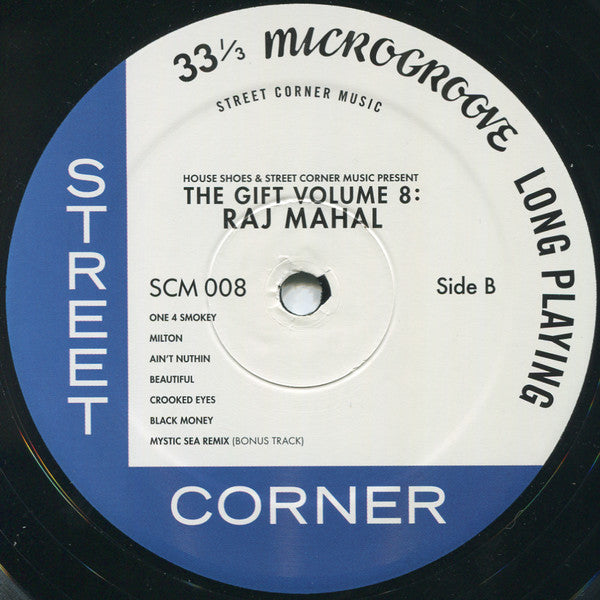 33⅓ MICROGROOVE LONG PLAYING
STREET CORNER MUSIC
HOUSE SHOES & STREET CORNER MUSIC PRESENT
THE GIFT VOLUME 8:
RAJ MAHAL
SCM 008
Side B
ONE 4 SMOKEY
MILTON
AIN'T NUTHIN
BEAUTIFUL
CROOKED EYES
BLACK MONEY
MYSTIC SEA REMIX (BONUS TRACK)
STREET
CORNER